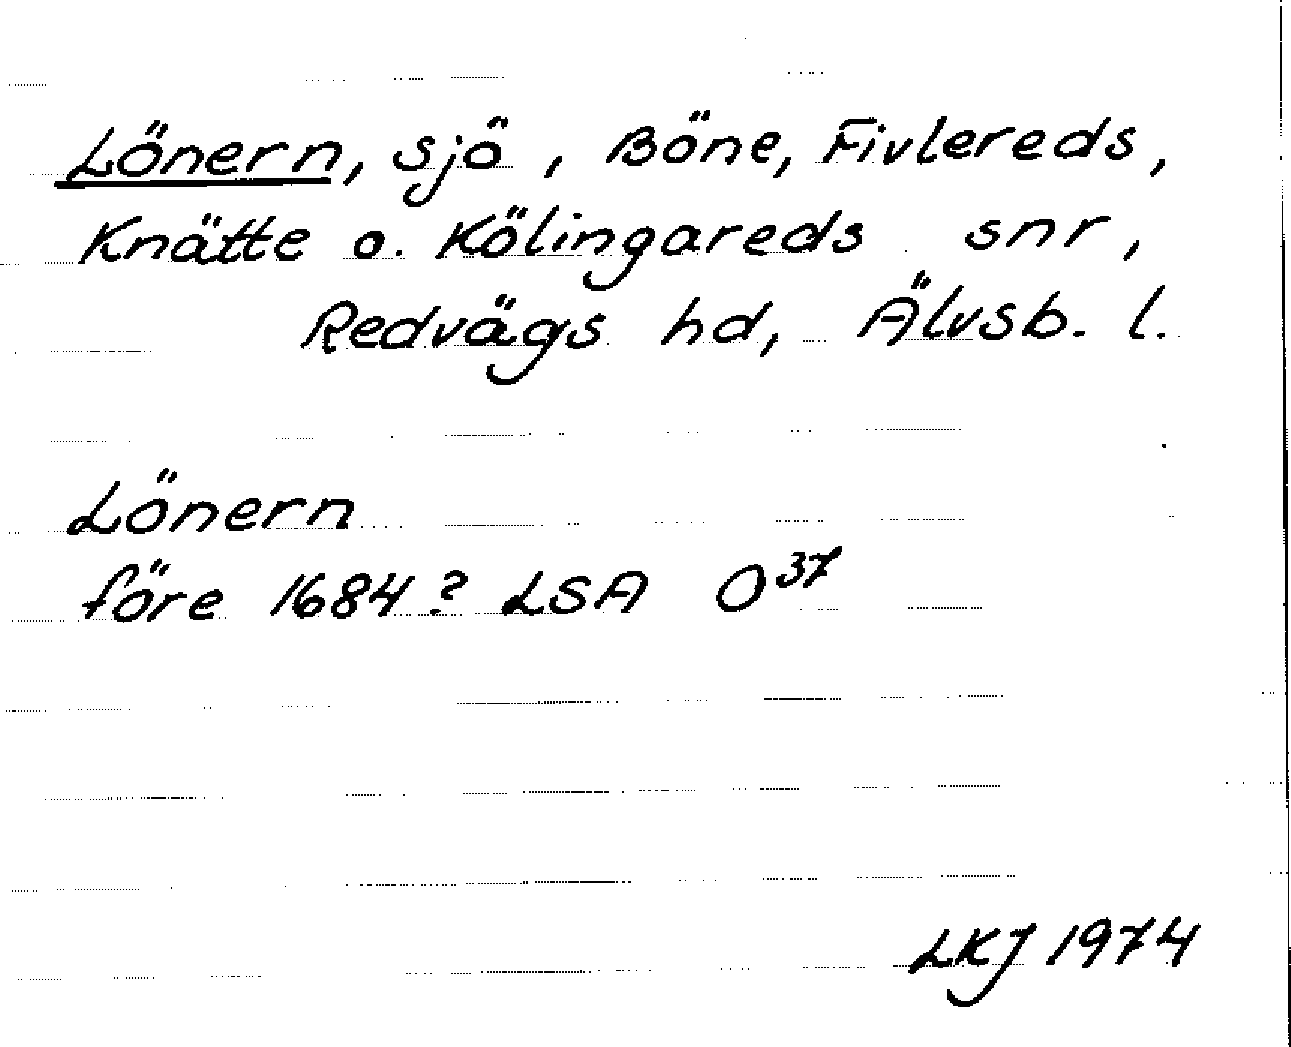 Lönern, sjö, Böne, Fivlereds,
Knätte o. Kölingareds snr,
Redvägs hd, Älvsb. l.
Lönern
före 1684? LSA O³⁷
LKJ 1974